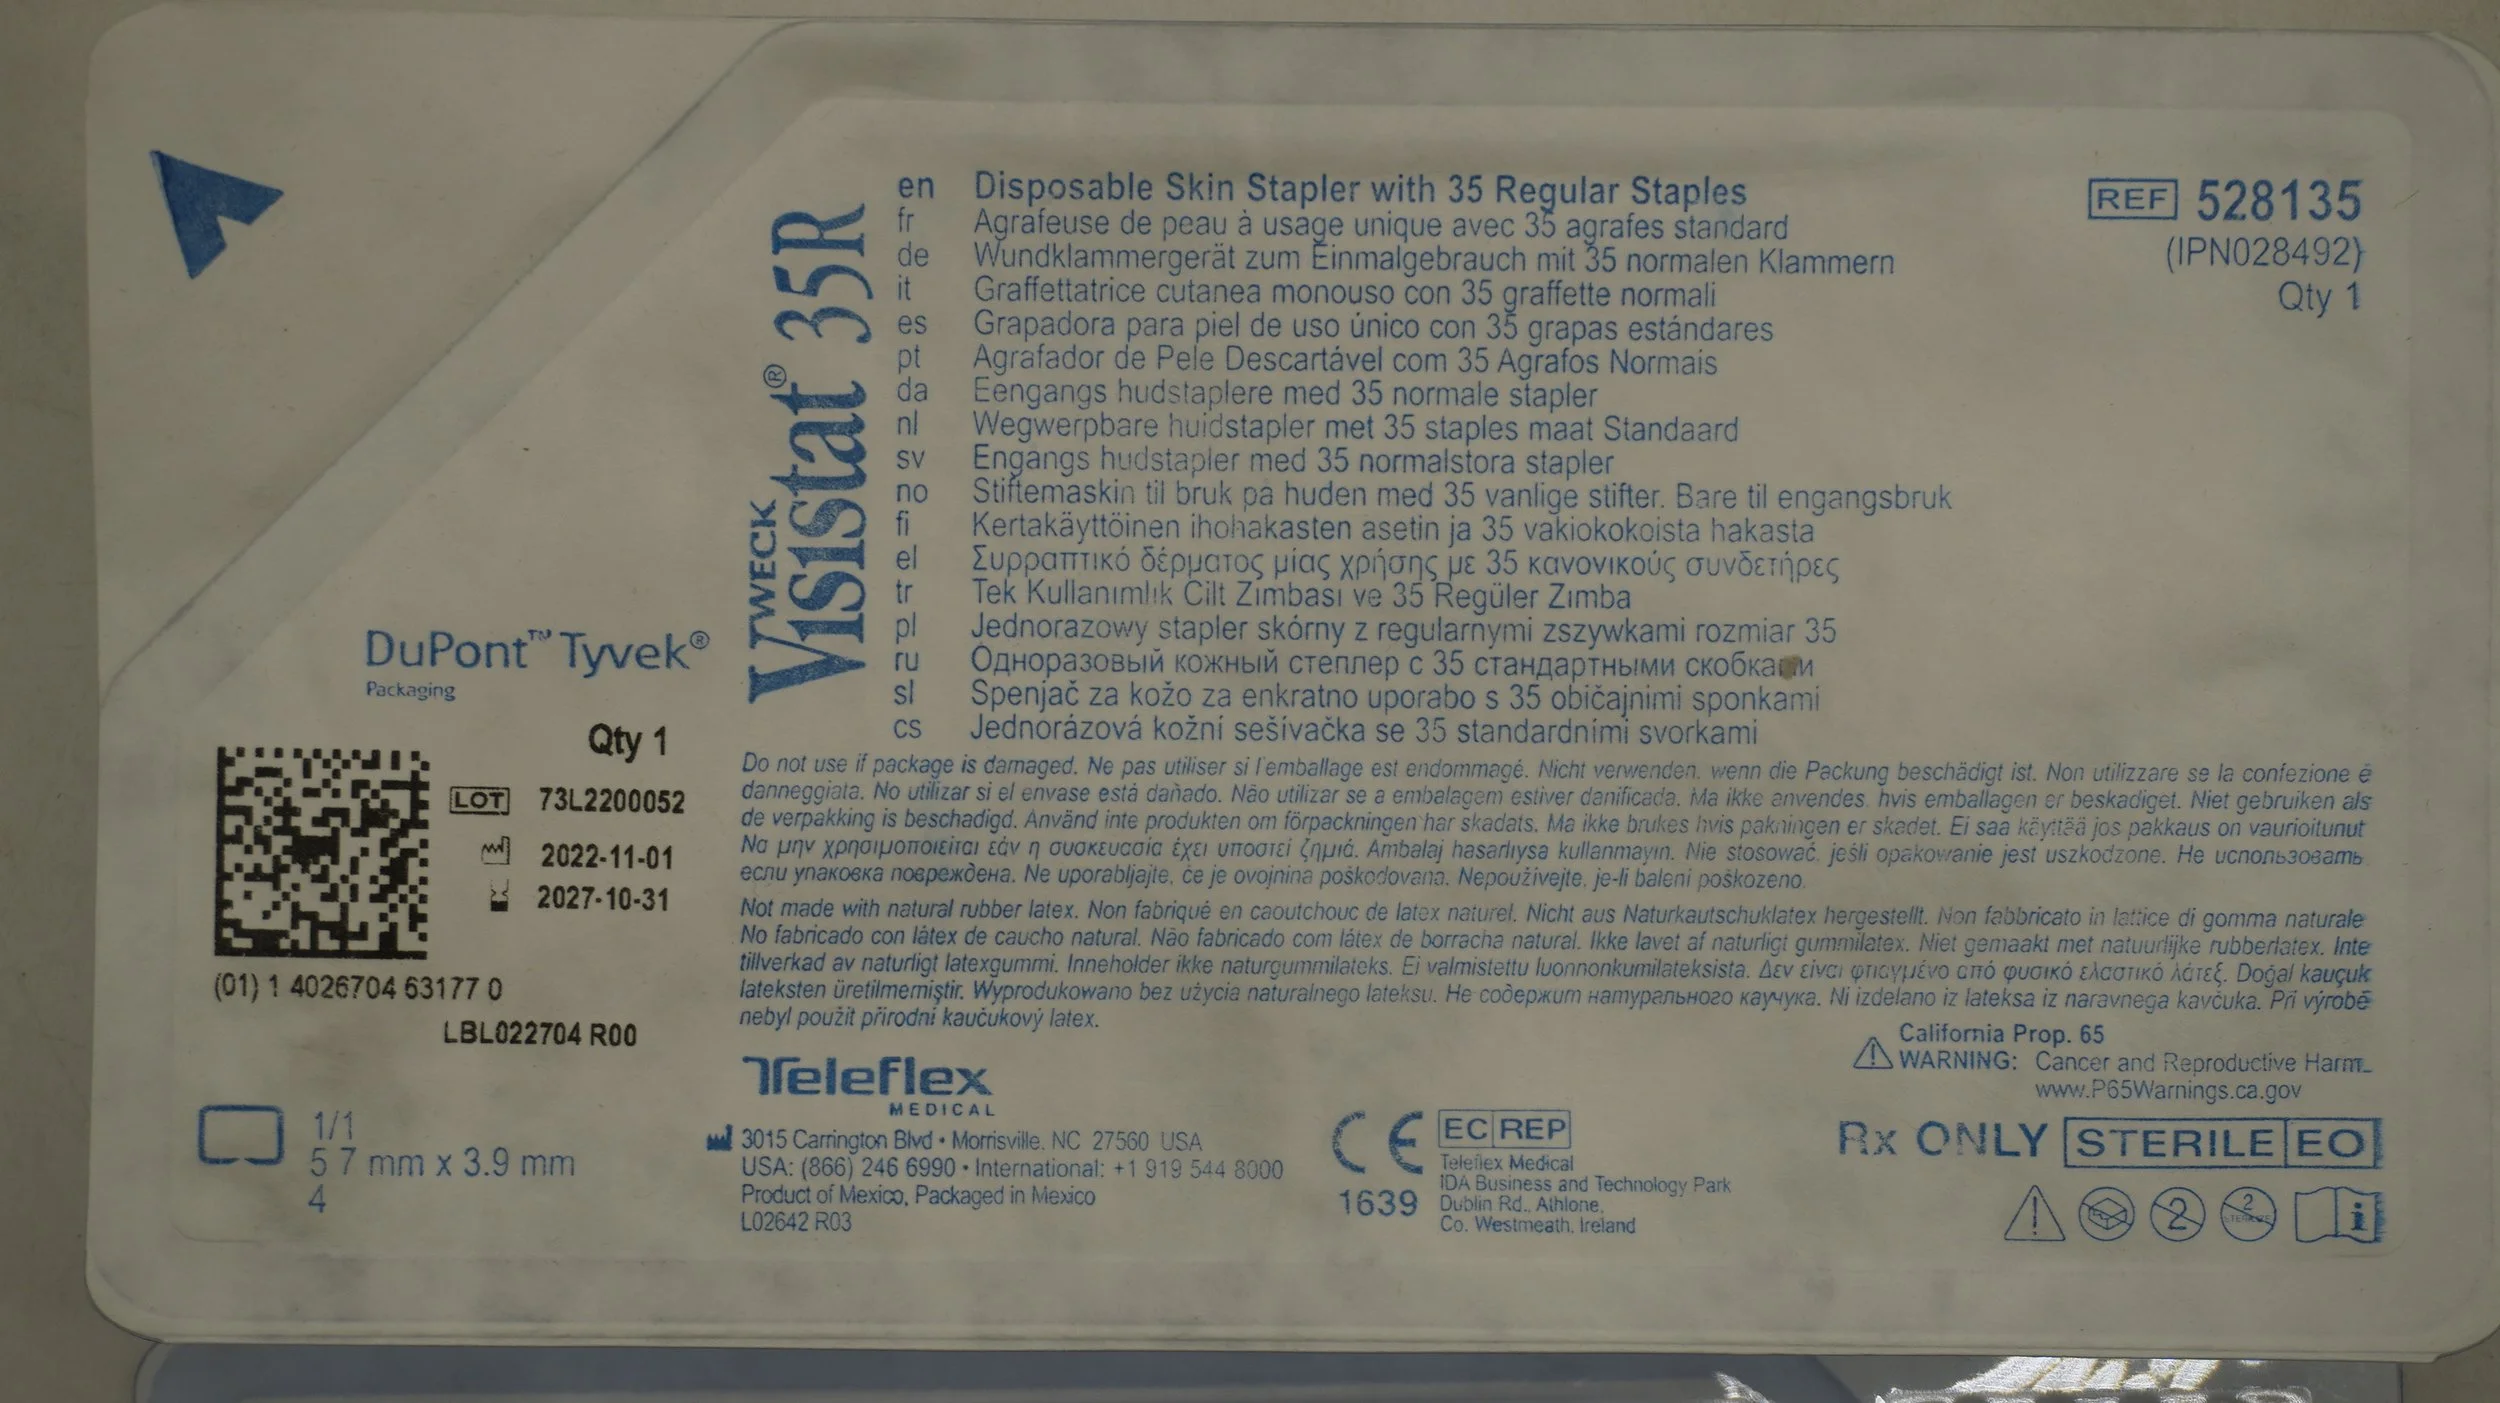 WECK
Visistat® 35R
en Disposable Skin Stapler with 35 Regular Staples
fr Agrafeuse de peau à usage unique avec 35 agrafes standard
de Wundklammergerät zum Einmalgebrauch mit 35 normalen Klammern
it Graffettatrice cutanea monouso con 35 graffette normali
es Grapadora para piel de uso único con 35 grapas estándares
pt Agrafador de Pele Descartável com 35 Agrafos Normais
da Eengangs hudstaplere med 35 normale stapler
nl Wegwerpbare huidstapler met 35 staples maat Standaard
sv Engangs hudstapler med 35 normalstora stapler
no Stiftemaskin til bruk på huden med 35 vanlige stifter. Bare til engangsbruk
fi Kertakäyttöinen ihohakasten asetin ja 35 vakiokokoista hakasta
el Συρραπτικό δέρματος μίας χρήσης με 35 κανονικούς συνδετήρες
tr Tek Kullanımlık Cilt Zımbası ve 35 Regüler Zımba
pl Jednorazowy stapler skórny z regularnymi zszywkami rozmiar 35
ru Одноразовый кожный степлер с 35 стандартными скобками
sl Spenjač za kožo za enkratno uporabo s 35 običajnimi sponkami
cs Jednorázová kožní sešívačka se 35 standardními svorkami
REF 528135
(IPN028492)
Qty 1
DuPont™ Tyvek®
Packaging
Qty 1
LOT 73L2200052
2022-11-01
2027-10-31
(01) 1 4026704 63177 0
LBL022704 R00
1/1
5 7 mm x 3.9 mm
4
Do not use if package is damaged. Ne pas utiliser si l'emballage est endommagé. Nicht verwenden, wenn die Packung beschädigt ist. Non utilizzare se la confezione è
danneggiata. No utilizar si el envase está dañado. Não utilizar se a embalagem estiver danificada. Må ikke anvendes, hvis emballagen er beskadiget. Niet gebruiken als
de verpakking is beschadigd. Använd inte produkten om förpackningen har skadats. Må ikke brukes hvis pakningen er skadet. Ei saa käyttää jos pakkaus on vaurioitunut
Να μην χρησιμοποιείται εάν η συσκευασία έχει υποστεί ζημιά. Ambalaj hasarlıysa kullanmayın. Nie stosować, jeśli opakowanie jest uszkodzone. Не использовать
если упаковка повреждена. Ne uporabljajte, če je ovojnina poškodovana. Nepoužívejte, je-li balení poškozeno.
Not made with natural rubber latex. Non fabriqué en caoutchouc de latex naturel. Nicht aus Naturkautschuklatex hergestellt. Non fabbricato in lattice di gomma naturale
No fabricado con látex de caucho natural. Não fabricado com látex de borracha natural. Ikke lavet af naturligt gummilatex. Niet gemaakt met natuurlijke rubberlatex. Inte
tillverkad av naturligt latexgummi. Inneholder ikke naturgummilateks. Ei valmistettu luonnonkumilateksista. Δεν είναι φτιαγμένο από φυσικό ελαστικό λάτεξ. Doğal kauçuk
lateksten üretilmemiştir. Wyprodukowano bez użycia naturalnego lateksu. Не содержит натурального каучука. Ni izdelano iz lateksa iz naravnega kavčuka. Při výrobě
nebyl použit přírodní kaučukový latex.
Teleflex
MEDICAL
3015 Carrington Blvd • Morrisville, NC 27560 USA
USA: (866) 246 6990 • International: +1 919 544 8000
Product of Mexico, Packaged in Mexico
L02642 R03
CE
1639
EC REP
Teleflex Medical
IDA Business and Technology Park
Dublin Rd., Athlone,
Co. Westmeath, Ireland
California Prop. 65
WARNING: Cancer and Reproductive Harm
www.P65Warnings.ca.gov
Rx ONLY STERILE EO
2
2
STERILIZE
i